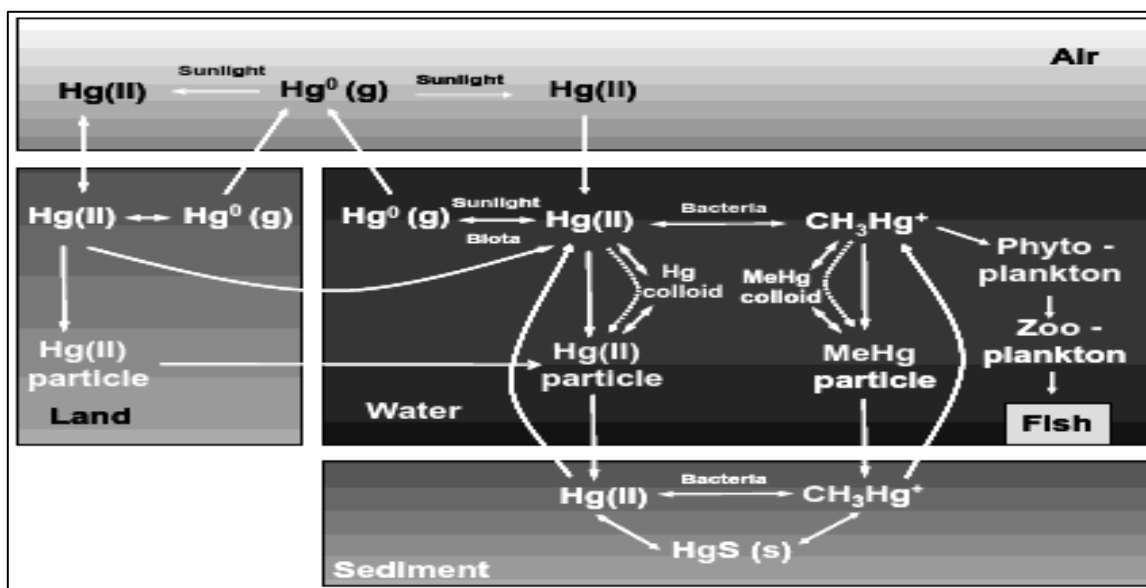 Air
Sunlight
Sunlight
Hg(II)
Hg⁰ (g)
Hg(II)
Hg(II)
Hg⁰ (g)
Hg⁰ (g)
Sunlight
Biota
Hg(II)
Bacteria
CH₃Hg⁺
Phyto -
plankton
Hg
colloid
MeHg
colloid
Zoo -
plankton
Hg(II)
particle
Hg(II)
particle
MeHg
particle
Land
Water
Fish
Hg(II)
Bacteria
CH₃Hg⁺
HgS (s)
Sediment